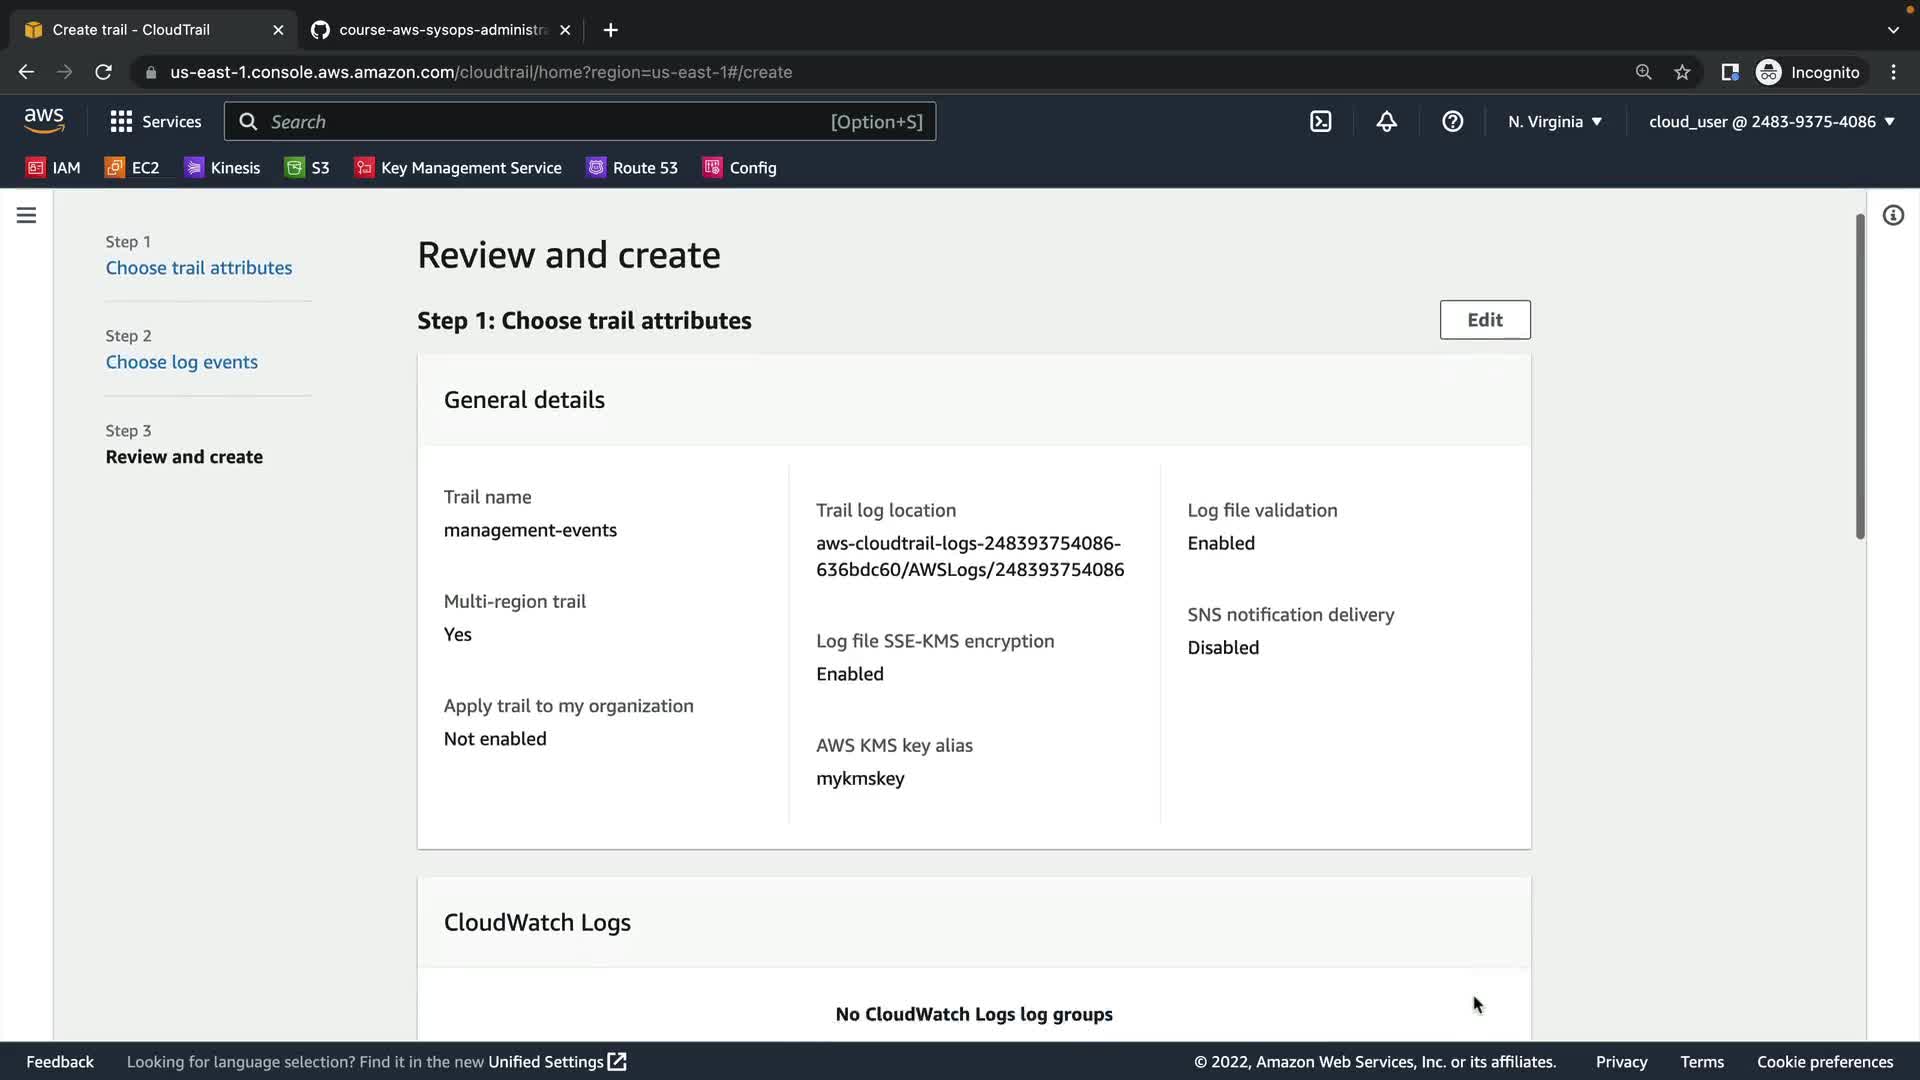 Create trail - CloudTrail
course-aws-sysops-administra
us-east-1.console.aws.amazon.com/cloudtrail/home?region=us-east-1#/create
Incognito
aws
Services
Search
[Option+S]
N. Virginia
cloud_user @ 2483-9375-4086
IAM
EC2
Kinesis
S3
Key Management Service
Route 53
Config
Step 1
Choose trail attributes
Step 2
Choose log events
Step 3
Review and create
Review and create
Step 1: Choose trail attributes
Edit
General details
Trail name
management-events
Multi-region trail
Yes
Apply trail to my organization
Not enabled
Trail log location
aws-cloudtrail-logs-248393754086-
636bdc60/AWSLogs/248393754086
Log file SSE-KMS encryption
Enabled
AWS KMS key alias
mykmskey
Log file validation
Enabled
SNS notification delivery
Disabled
CloudWatch Logs
No CloudWatch Logs log groups
Feedback
Looking for language selection? Find it in the new Unified Settings
© 2022, Amazon Web Services, Inc. or its affiliates.
Privacy
Terms
Cookie preferences